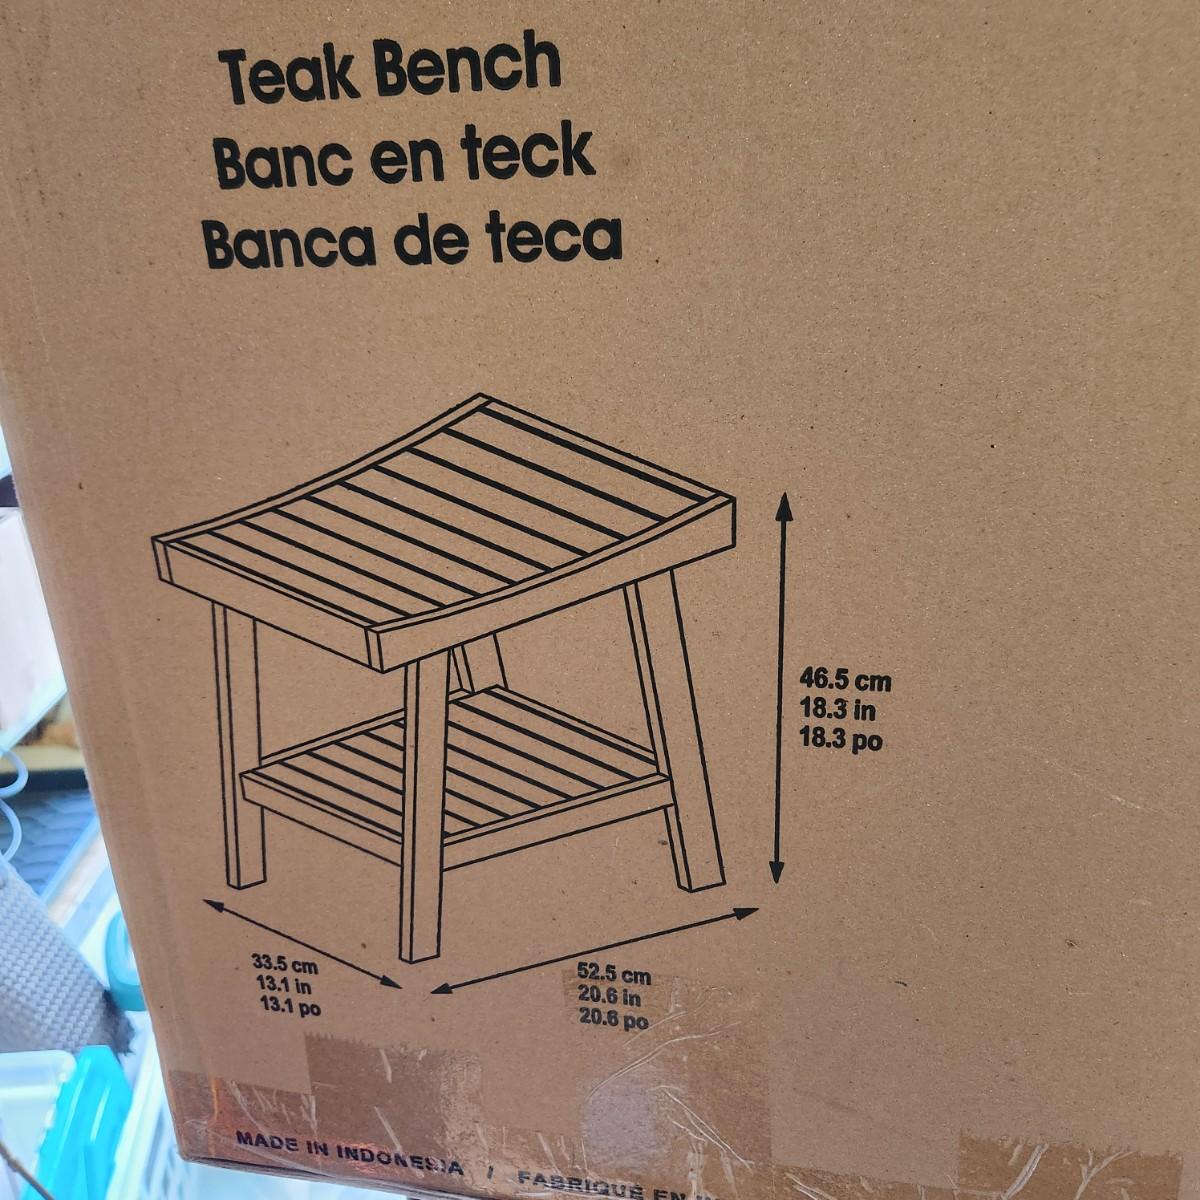 Teak Bench
Banc en teck
Banca de teca
46.5 cm
18.3 in
18.3 po
33.5 cm
13.1 in
13.1 po
52.5 cm
20.6 in
20.6 po
MADE IN INDONESIA / FABRIQUÉ EN